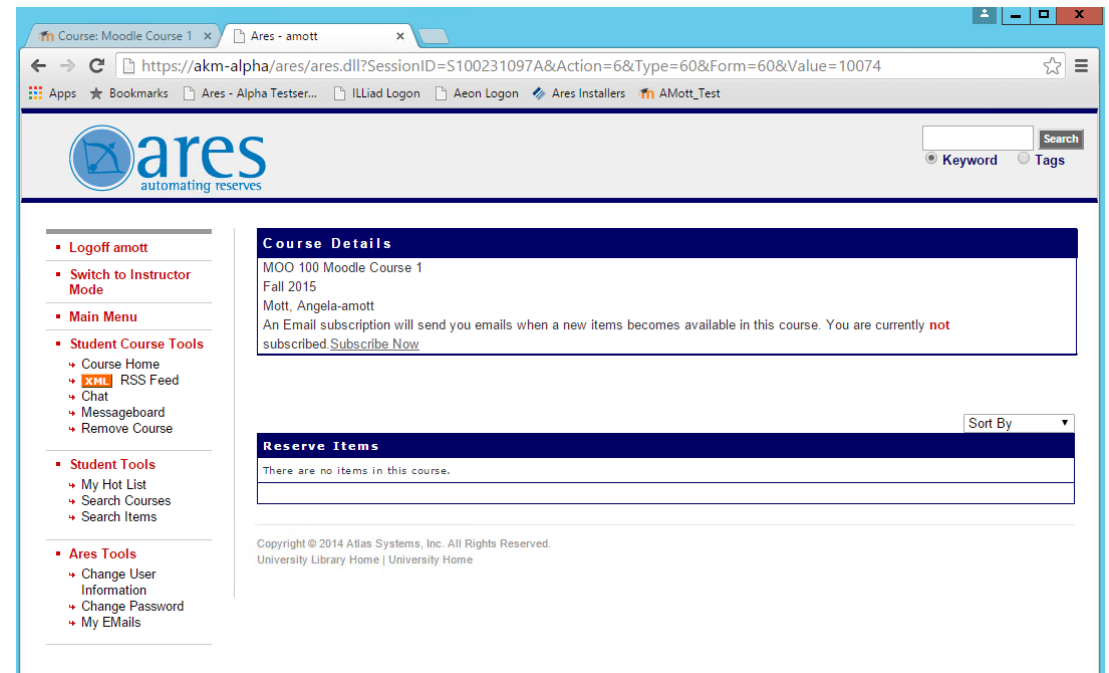 Course: Moodle Course 1
Ares - amott
https://akm-alpha/ares/ares.dll?SessionID=S100231097A&Action=6&Type=60&Form=60&Value=10074
Apps Bookmarks Ares - Alpha Testser... ILLiad Logon Aeon Logon Ares Installers AMott_Test
ares
automating reserves
Search
Keyword Tags
Logoff amott
Switch to Instructor
Mode
Main Menu
Student Course Tools
Course Home
XML RSS Feed
Chat
Messageboard
Remove Course
Student Tools
My Hot List
Search Courses
Search Items
Ares Tools
Change User
Information
Change Password
My EMails
Course Details
MOO 100 Moodle Course 1
Fall 2015
Mott, Angela-amott
An Email subscription will send you emails when a new items becomes available in this course. You are currently not
subscribed.Subscribe Now
Sort By
Reserve Items
There are no items in this course.
Copyright © 2014 Atlas Systems, Inc. All Rights Reserved.
University Library Home | University Home